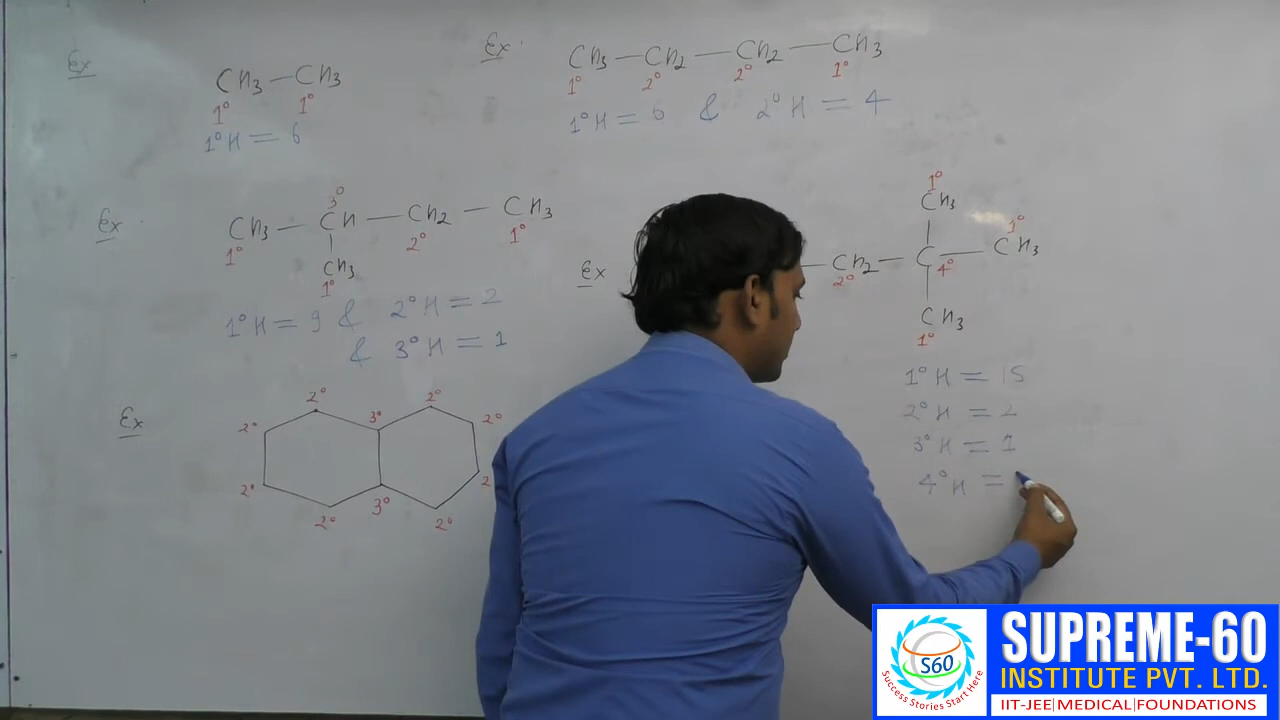 Ex
CH3 — CH3
1° 1°
1°H = 6
Ex.
CH3 — CH2 — CH2 — CH3
1° 2° 2° 1°
1°H = 6 & 2°H = 4
Ex.
3°
CH3 — CH — CH2 — CH3
1° 2° 1°
CH3
1°
1°H = 9 & 2°H = 2
& 3°H = 1
Ex
1°
CH3
1°
— CH2 — C — CH3
2° 4°
CH3
1°
1°H = 15
2°H = 2
3°H = 1
4°H =
Ex
2° 2°
2° 3° 2°
2° 3° 2
2° 2°
S60
Success Stories Start Here
SUPREME-60
INSTITUTE PVT. LTD.
IIT-JEE|MEDICAL|FOUNDATIONS